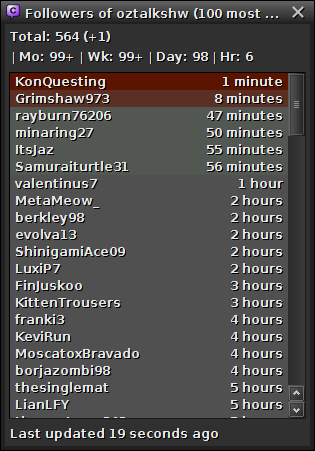 Followers of oztalkshw (100 most ...
Total: 564 (+1)
| Mo: 99+ | Wk: 99+ | Day: 98 | Hr: 6
KonQuesting 1 minute
Grimshaw973 8 minutes
rayburn76206 47 minutes
minaring27 50 minutes
ItsJaz 55 minutes
Samuraiturtle31 56 minutes
valentinus7 1 hour
MetaMeow_ 2 hours
berkley98 2 hours
evolva13 2 hours
ShinigamiAce09 2 hours
LuxiP7 2 hours
FinJuskoo 3 hours
KittenTrousers 3 hours
franki3 4 hours
KeviRun 4 hours
MoscatoxBravado 4 hours
borjazombi98 4 hours
thesinglemat 5 hours
LianLFY 5 hours
Last updated 19 seconds ago